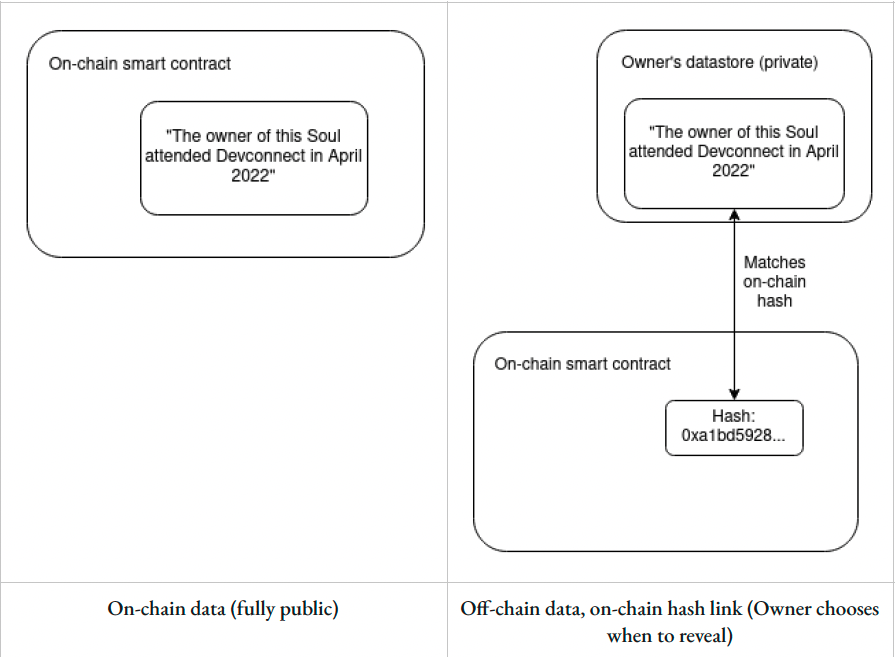 On-chain smart contract
"The owner of this Soul
attended Devconnect in April
2022"
On-chain data (fully public)
Owner's datastore (private)
"The owner of this Soul
attended Devconnect in April
2022"
Matches
on-chain
hash
On-chain smart contract
Hash:
0xa1bd5928...
Off-chain data, on-chain hash link (Owner chooses
when to reveal)